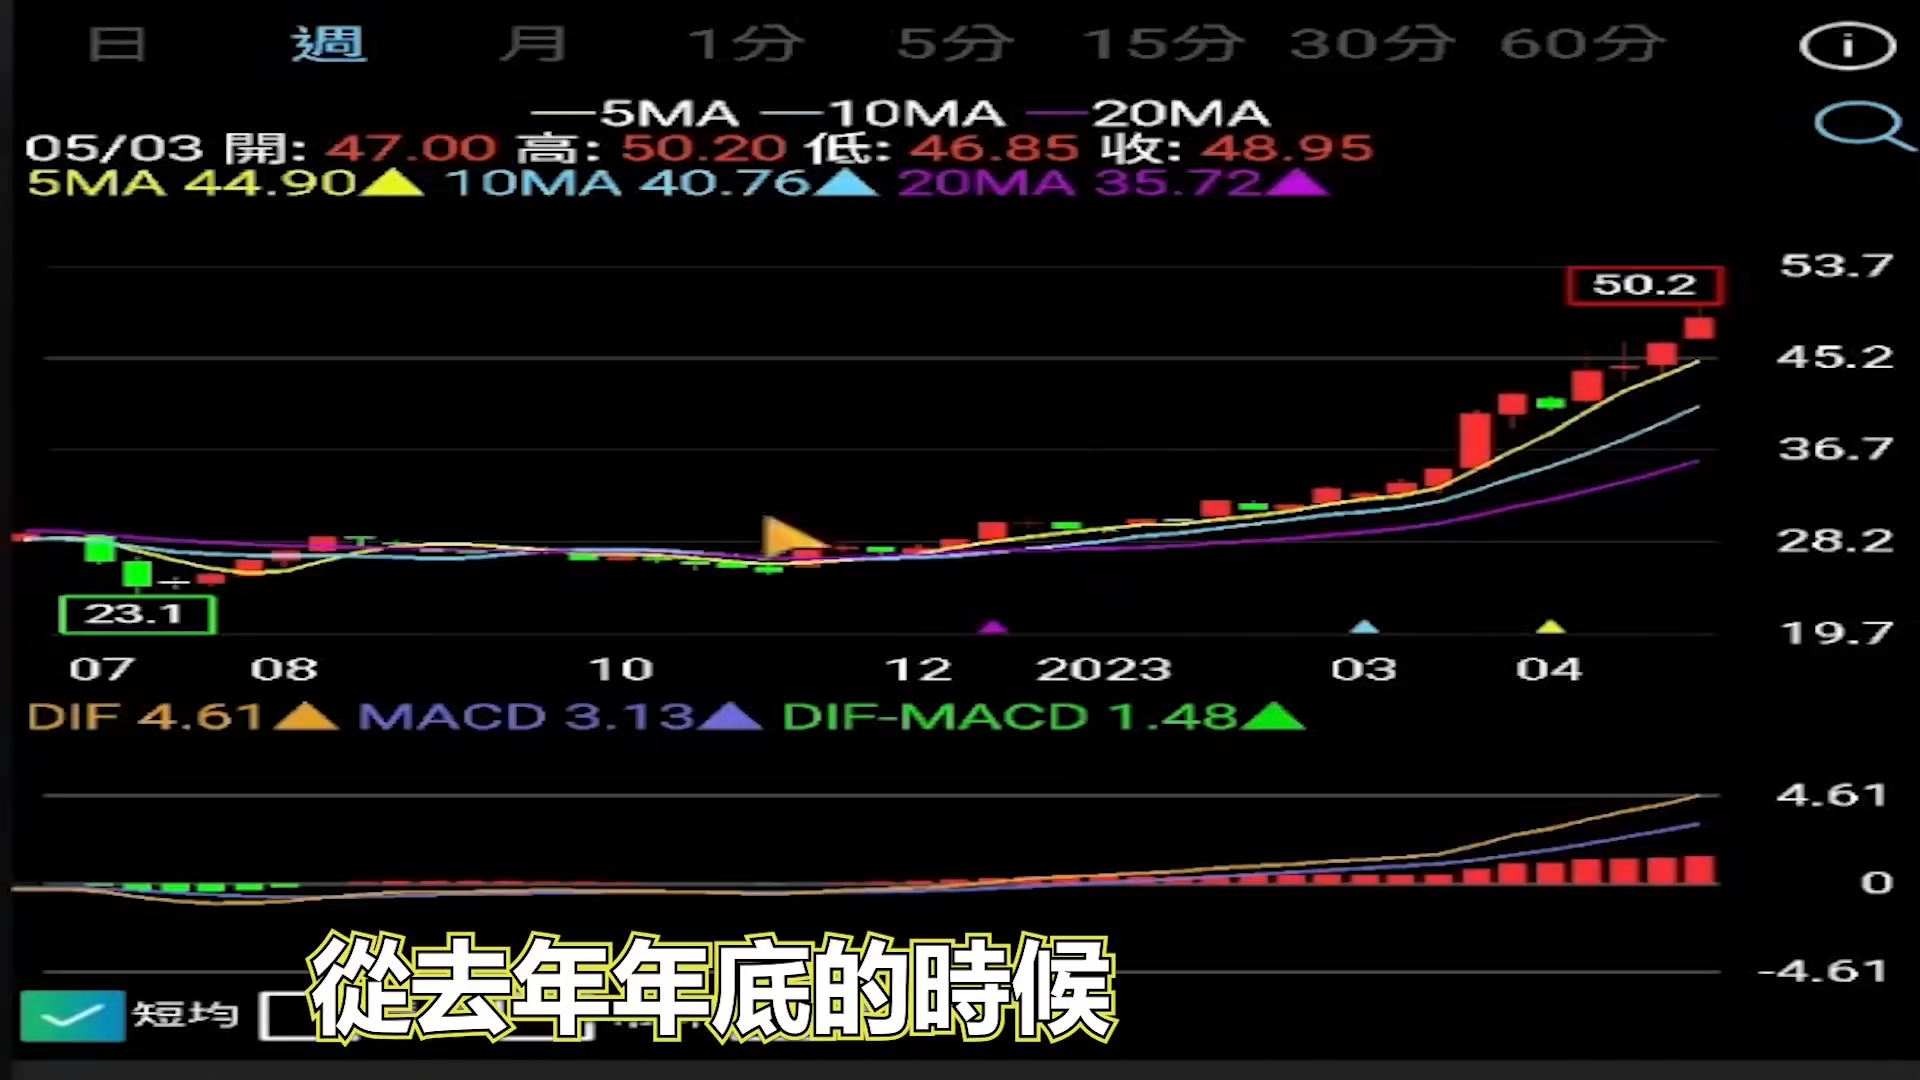 日 週 月 1分 5分 15分 30分 60分 i
5MA 10MA 20MA
05/03 開: 47.00 高: 50.20 低: 46.85 收: 48.95
5MA 44.90 10MA 40.76 20MA 35.72
53.7
50.2
45.2
36.7
28.2
23.1
19.7
07 08 10 12 2023 03 04
DIF 4.61 MACD 3.13 DIF-MACD 1.48
4.61
0
-4.61
從去年年底的時候
短均